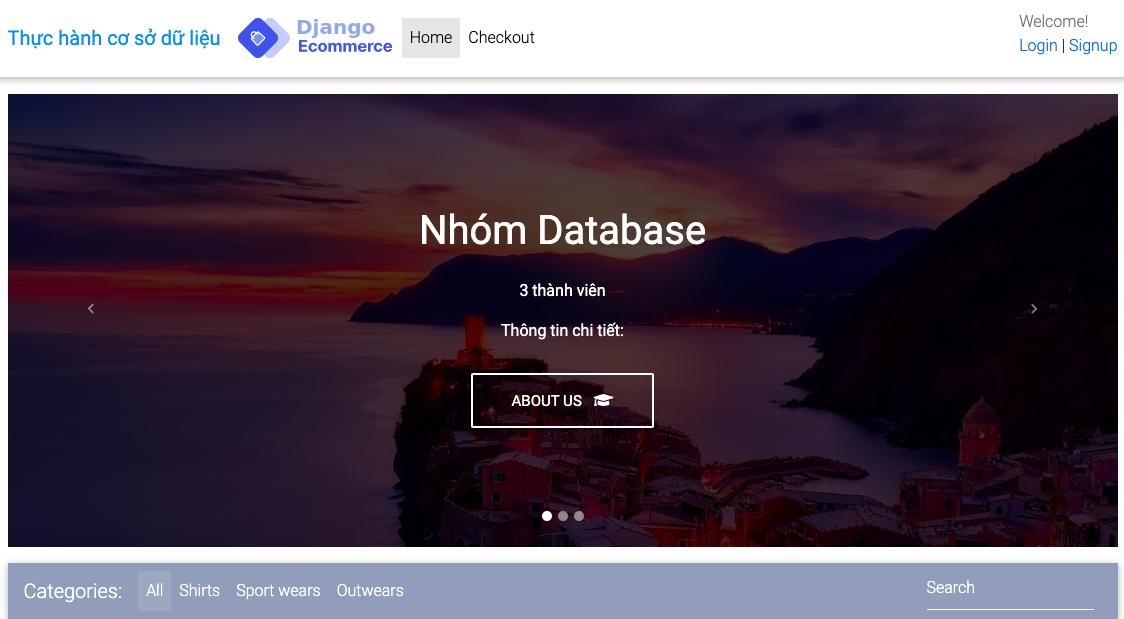 Thực hành cơ sở dữ liệu
Django
Ecommerce
Home Checkout
Welcome!
Login | Signup
Nhóm Database
3 thành viên
Thông tin chi tiết:
ABOUT US
Categories: All Shirts Sport wears Outwears
Search